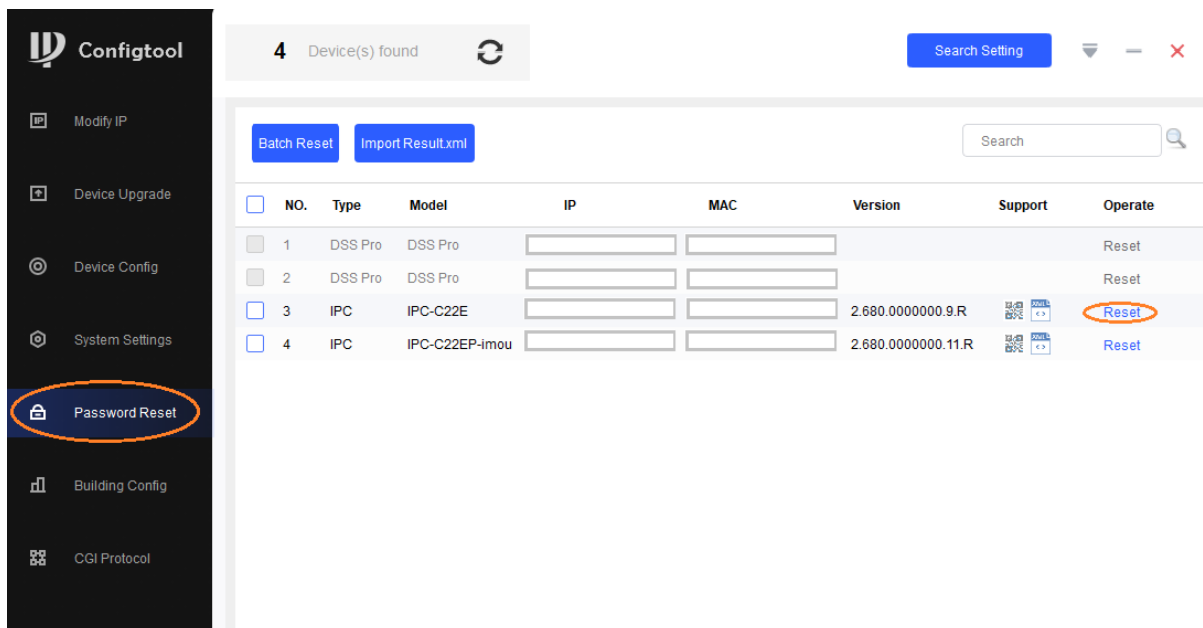 Configtool
4 Device(s) found
Search Setting
Modify IP
Device Upgrade
Device Config
System Settings
Password Reset
Building Config
CGI Protocol
Batch Reset Import Result.xml
Search
NO. Type Model IP MAC Version Support Operate
1 DSS Pro DSS Pro Reset
2 DSS Pro DSS Pro Reset
3 IPC IPC-C22E 2.680.0000000.9.R XML Reset
4 IPC IPC-C22EP-imou 2.680.0000000.11.R XML Reset